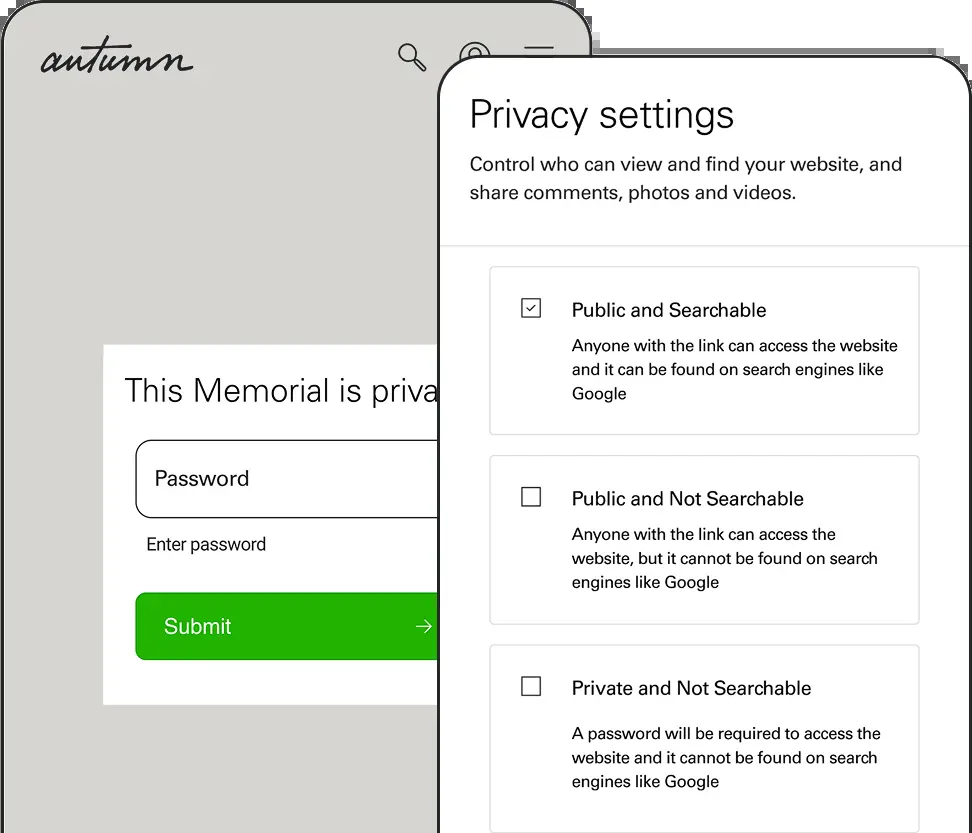 autumn
This Memorial is priva
Password
Enter password
Submit
Privacy settings
Control who can view and find your website, and
share comments, photos and videos.
Public and Searchable
Anyone with the link can access the website
and it can be found on search engines like
Google
Public and Not Searchable
Anyone with the link can access the
website, but it cannot be found on search
engines like Google
Private and Not Searchable
A password will be required to access the
website and it cannot be found on search
engines like Google